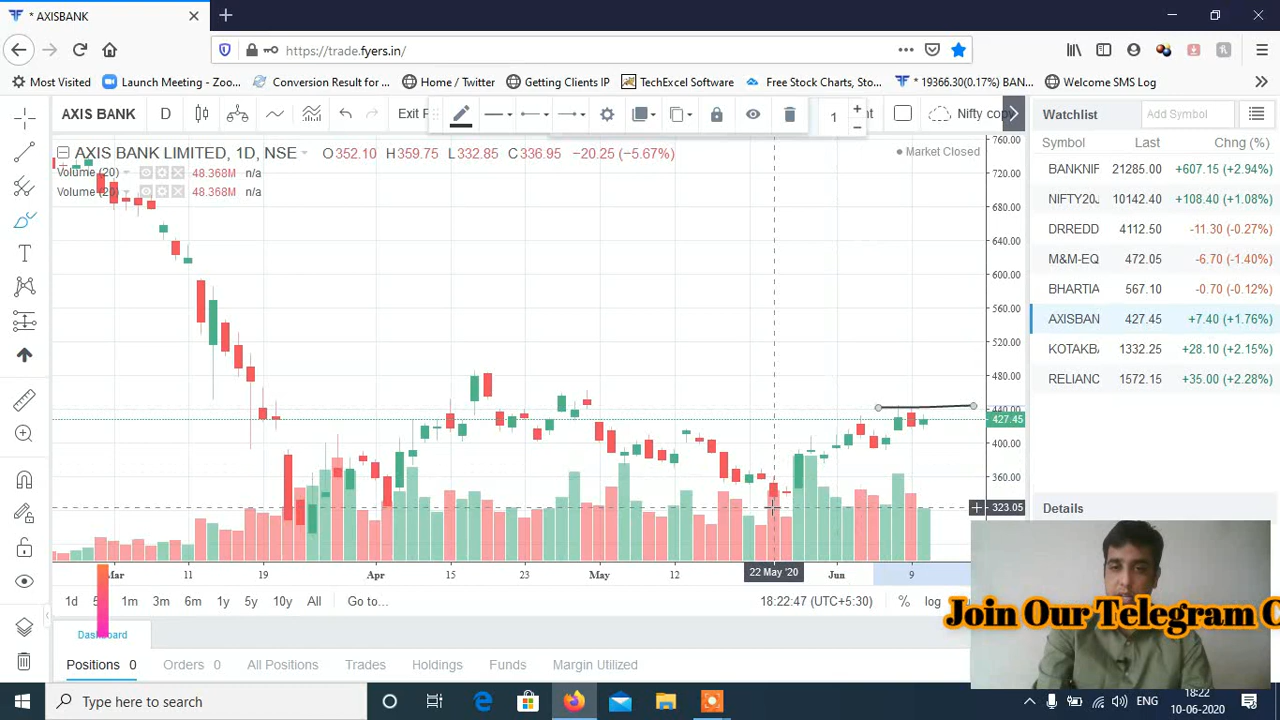 * AXISBANK
https://trade.fyers.in/
Most Visited Launch Meeting - Zoo... Conversion Result for ... Home / Twitter Getting Clients IP TechExcel Software Free Stock Charts, Sto... * 19366.30(0.17%) BAN... Welcome SMS Log
AXIS BANK D Exit F 1 nt Nifty cop
Watchlist Add Symbol
AXIS BANK LIMITED, 1D, NSE O352.10 H359.75 L332.85 C336.95 −20.25 (−5.67%) Market Closed
Volume (20) 48.368M n/a
Volume (20) 48.368M n/a
Symbol Last Chng (%)
BANKNIF 21285.00 +607.15 (+2.94%)
NIFTY20J 10142.40 +108.40 (+1.08%)
DRREDD 4112.50 -11.30 (-0.27%)
M&M-EQ 472.05 -6.70 (-1.40%)
BHARTIA 567.10 -0.70 (-0.12%)
AXISBAN 427.45 +7.40 (+1.76%)
KOTAKB 1332.25 +28.10 (+2.15%)
RELIANC 1572.15 +35.00 (+2.28%)
760.00
720.00
680.00
640.00
600.00
560.00
520.00
480.00
440.00
427.45
400.00
360.00
323.05
Details
Mar 11 19 Apr 15 23 May 12 22 May '20 Jun 9
1d 5 1m 3m 6m 1y 5y 10y All Go to... 18:22:47 (UTC+5:30) % log
Join Our Telegram C
Dashboard
Positions 0 Orders 0 All Positions Trades Holdings Funds Margin Utilized
Type here to search
ENG
18:22
10-06-2020